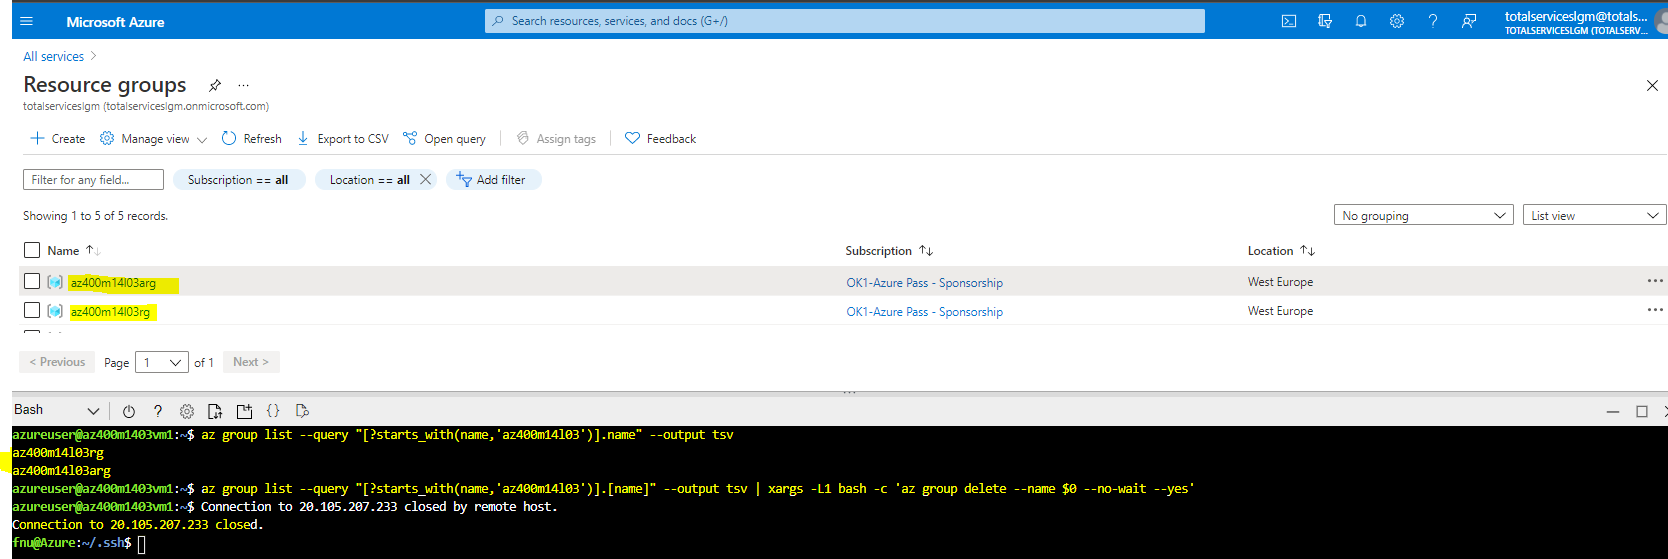 Microsoft Azure
Search resources, services, and docs (G+/)
totalserviceslgm@totals...
TOTALSERVICESLGM (TOTALSERV...
All services >
Resource groups
totalserviceslgm (totalserviceslgm.onmicrosoft.com)
Create Manage view Refresh Export to CSV Open query Assign tags Feedback
Filter for any field... Subscription == all Location == all Add filter
Showing 1 to 5 of 5 records.
No grouping List view
Name Subscription Location
az400m14l03arg OK1-Azure Pass - Sponsorship West Europe
az400m14l03rg OK1-Azure Pass - Sponsorship West Europe
< Previous Page 1 of 1 Next >
Bash
azureuser@az400m1403vm1:~$ az group list --query "[?starts_with(name,'az400m14l03')].name" --output tsv
az400m14l03rg
az400m14l03arg
azureuser@az400m1403vm1:~$ az group list --query "[?starts_with(name,'az400m14l03')].[name]" --output tsv | xargs -L1 bash -c 'az group delete --name $0 --no-wait --yes'
azureuser@az400m1403vm1:~$ Connection to 20.105.207.233 closed by remote host.
Connection to 20.105.207.233 closed.
fnu@Azure:~/.ssh$